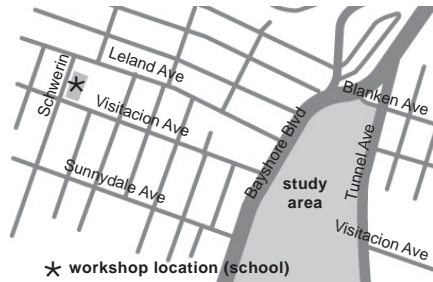 Leland Ave
Schwerin
Visitacion Ave
Blanken Ave
Bayshore Blvd
Tunnel Ave
Sunnydale Ave
study
area
Visitacion Ave
workshop location (school)